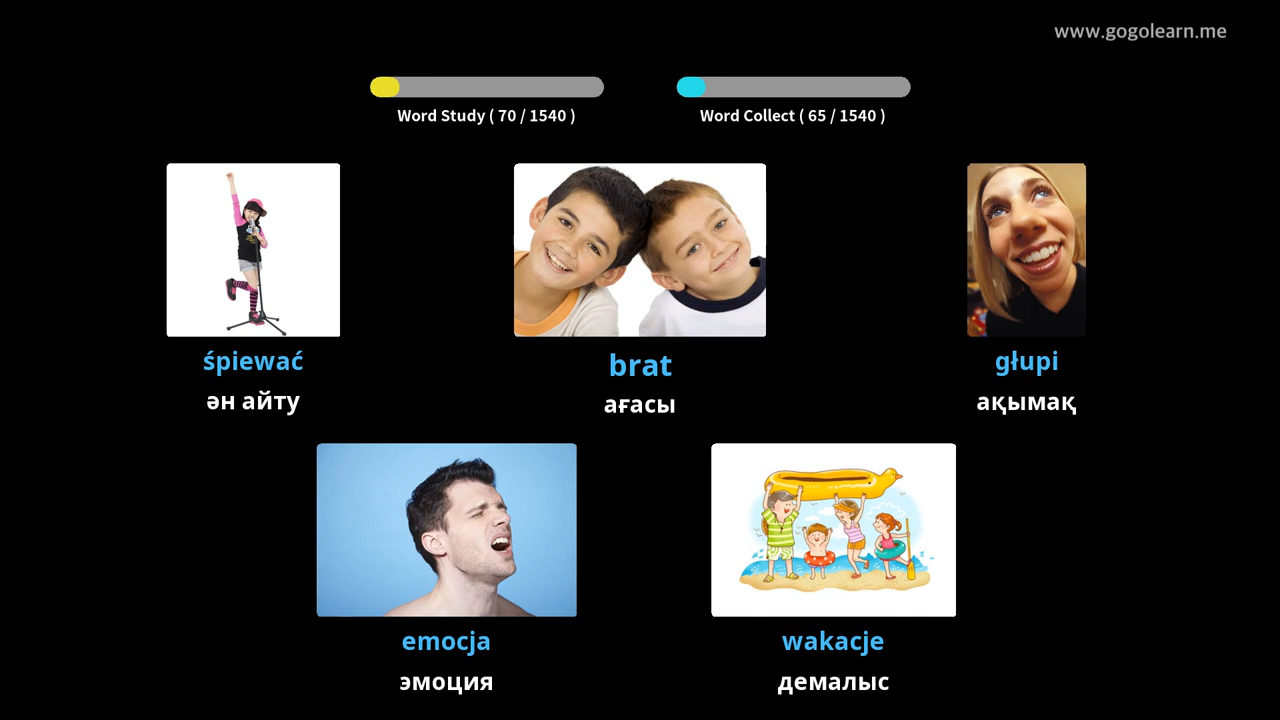 www.gogolearn.me
Word Study ( 70 / 1540 )
Word Collect ( 65 / 1540 )
śpiewać
brat
głupi
ән айту
ағасы
ақымақ
emocja
wakacje
эмоция
демалыс